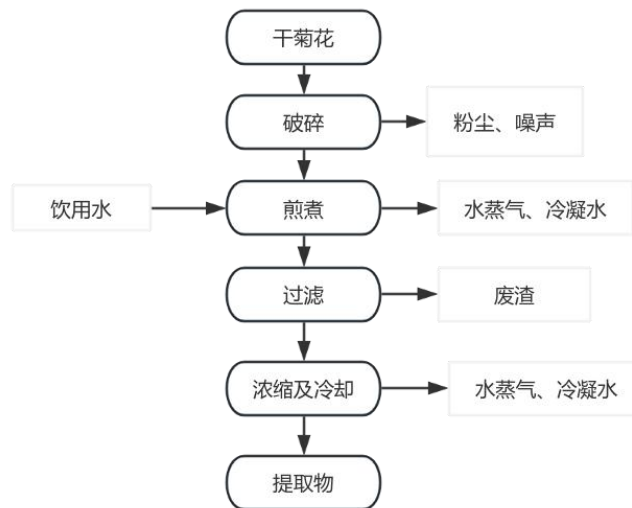 干菊花
破碎
粉尘、噪声
饮用水
煎煮
水蒸气、冷凝水
过滤
废渣
浓缩及冷却
水蒸气、冷凝水
提取物